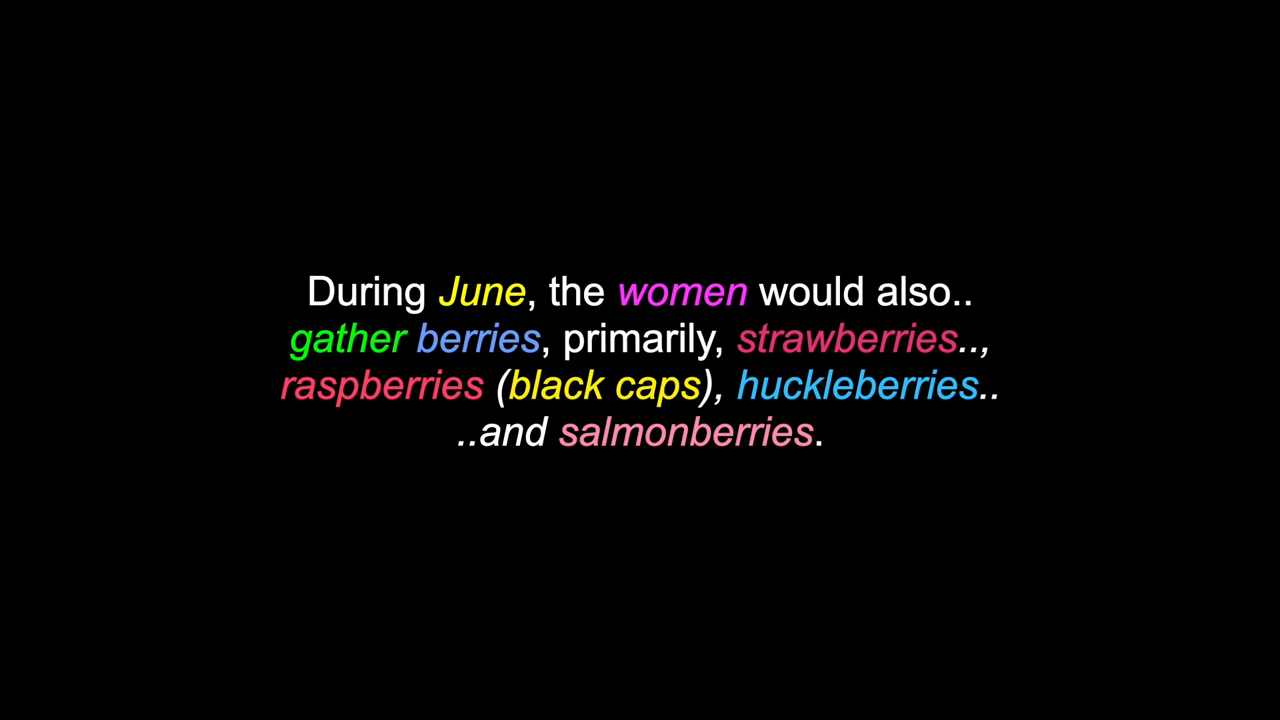 During June, the women would also..
gather berries, primarily, strawberries..,
raspberries (black caps), huckleberries..
..and salmonberries.